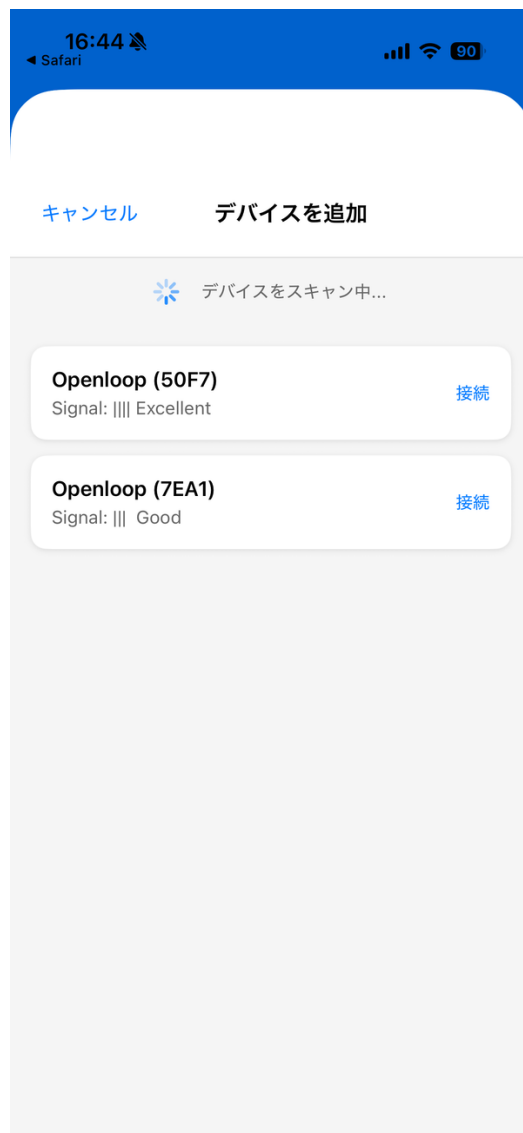 16:44
◀ Safari
90
キャンセル
デバイスを追加
デバイスをスキャン中...
Openloop (50F7)
Signal: |||| Excellent
接続
Openloop (7EA1)
Signal: ||| Good
接続